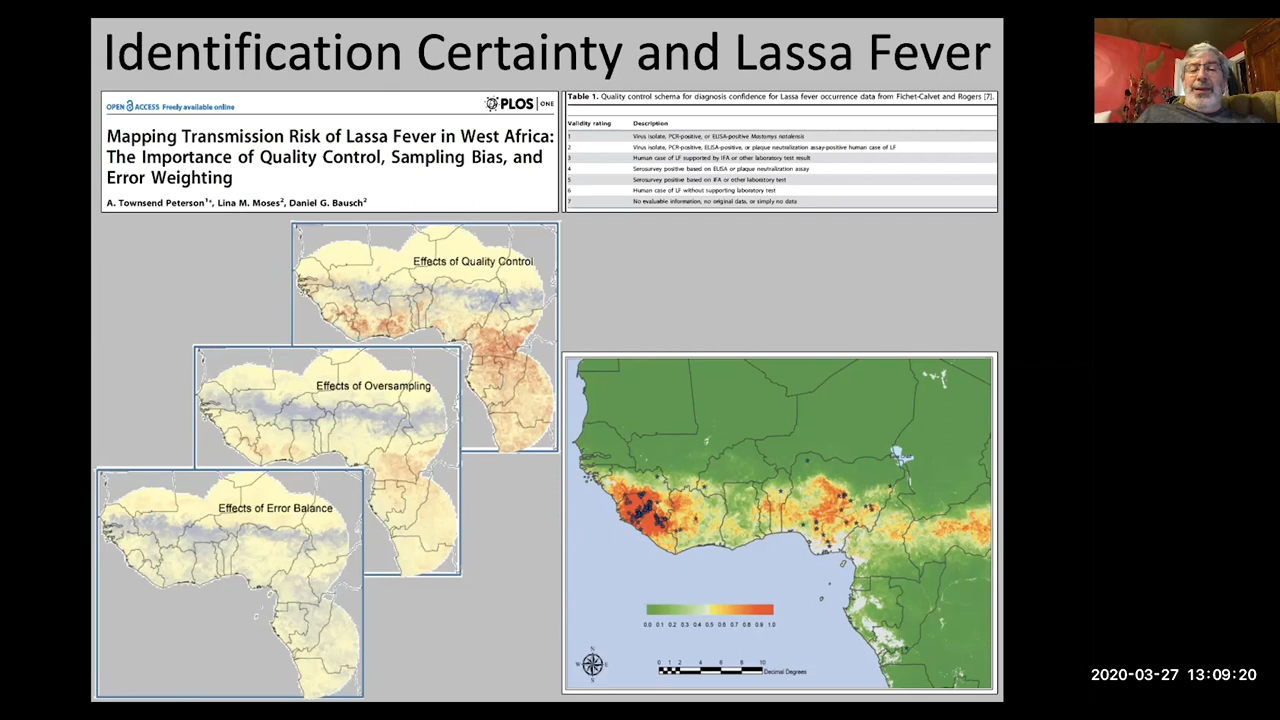 Identification Certainty and Lassa Fever
OPEN ACCESS Freely available online
PLOS ONE
Mapping Transmission Risk of Lassa Fever in West Africa:
The Importance of Quality Control, Sampling Bias, and
Error Weighting
A. Townsend Peterson1*, Lina M. Moses2, Daniel G. Bausch2
Table 1. Quality control schema for diagnosis confidence for Lassa fever occurrence data from Fichet-Calvet and Rogers [7].
Validity rating Description
1 Virus isolate, PCR-positive, or ELISA-positive Mastomys natalensis
2 Virus isolate, PCR-positive, ELISA-positive, or plaque neutralization assay-positive human case of LF
3 Human case of LF supported by IFA or other laboratory test result
4 Serosurvey positive based on ELISA or plaque neutralization assay
5 Serosurvey positive based on IFA or other laboratory test
6 Human case of LF without supporting laboratory test
7 No evaluable information, no original data, or simply no data
Effects of Quality Control
Effects of Oversampling
Effects of Error Balance
0.0 0.1 0.2 0.3 0.4 0.5 0.6 0.7 0.8 0.9 1.0
N
W E
S
0 1 2 4 6 8 10
Decimal Degrees
2020-03-27 13:09:20